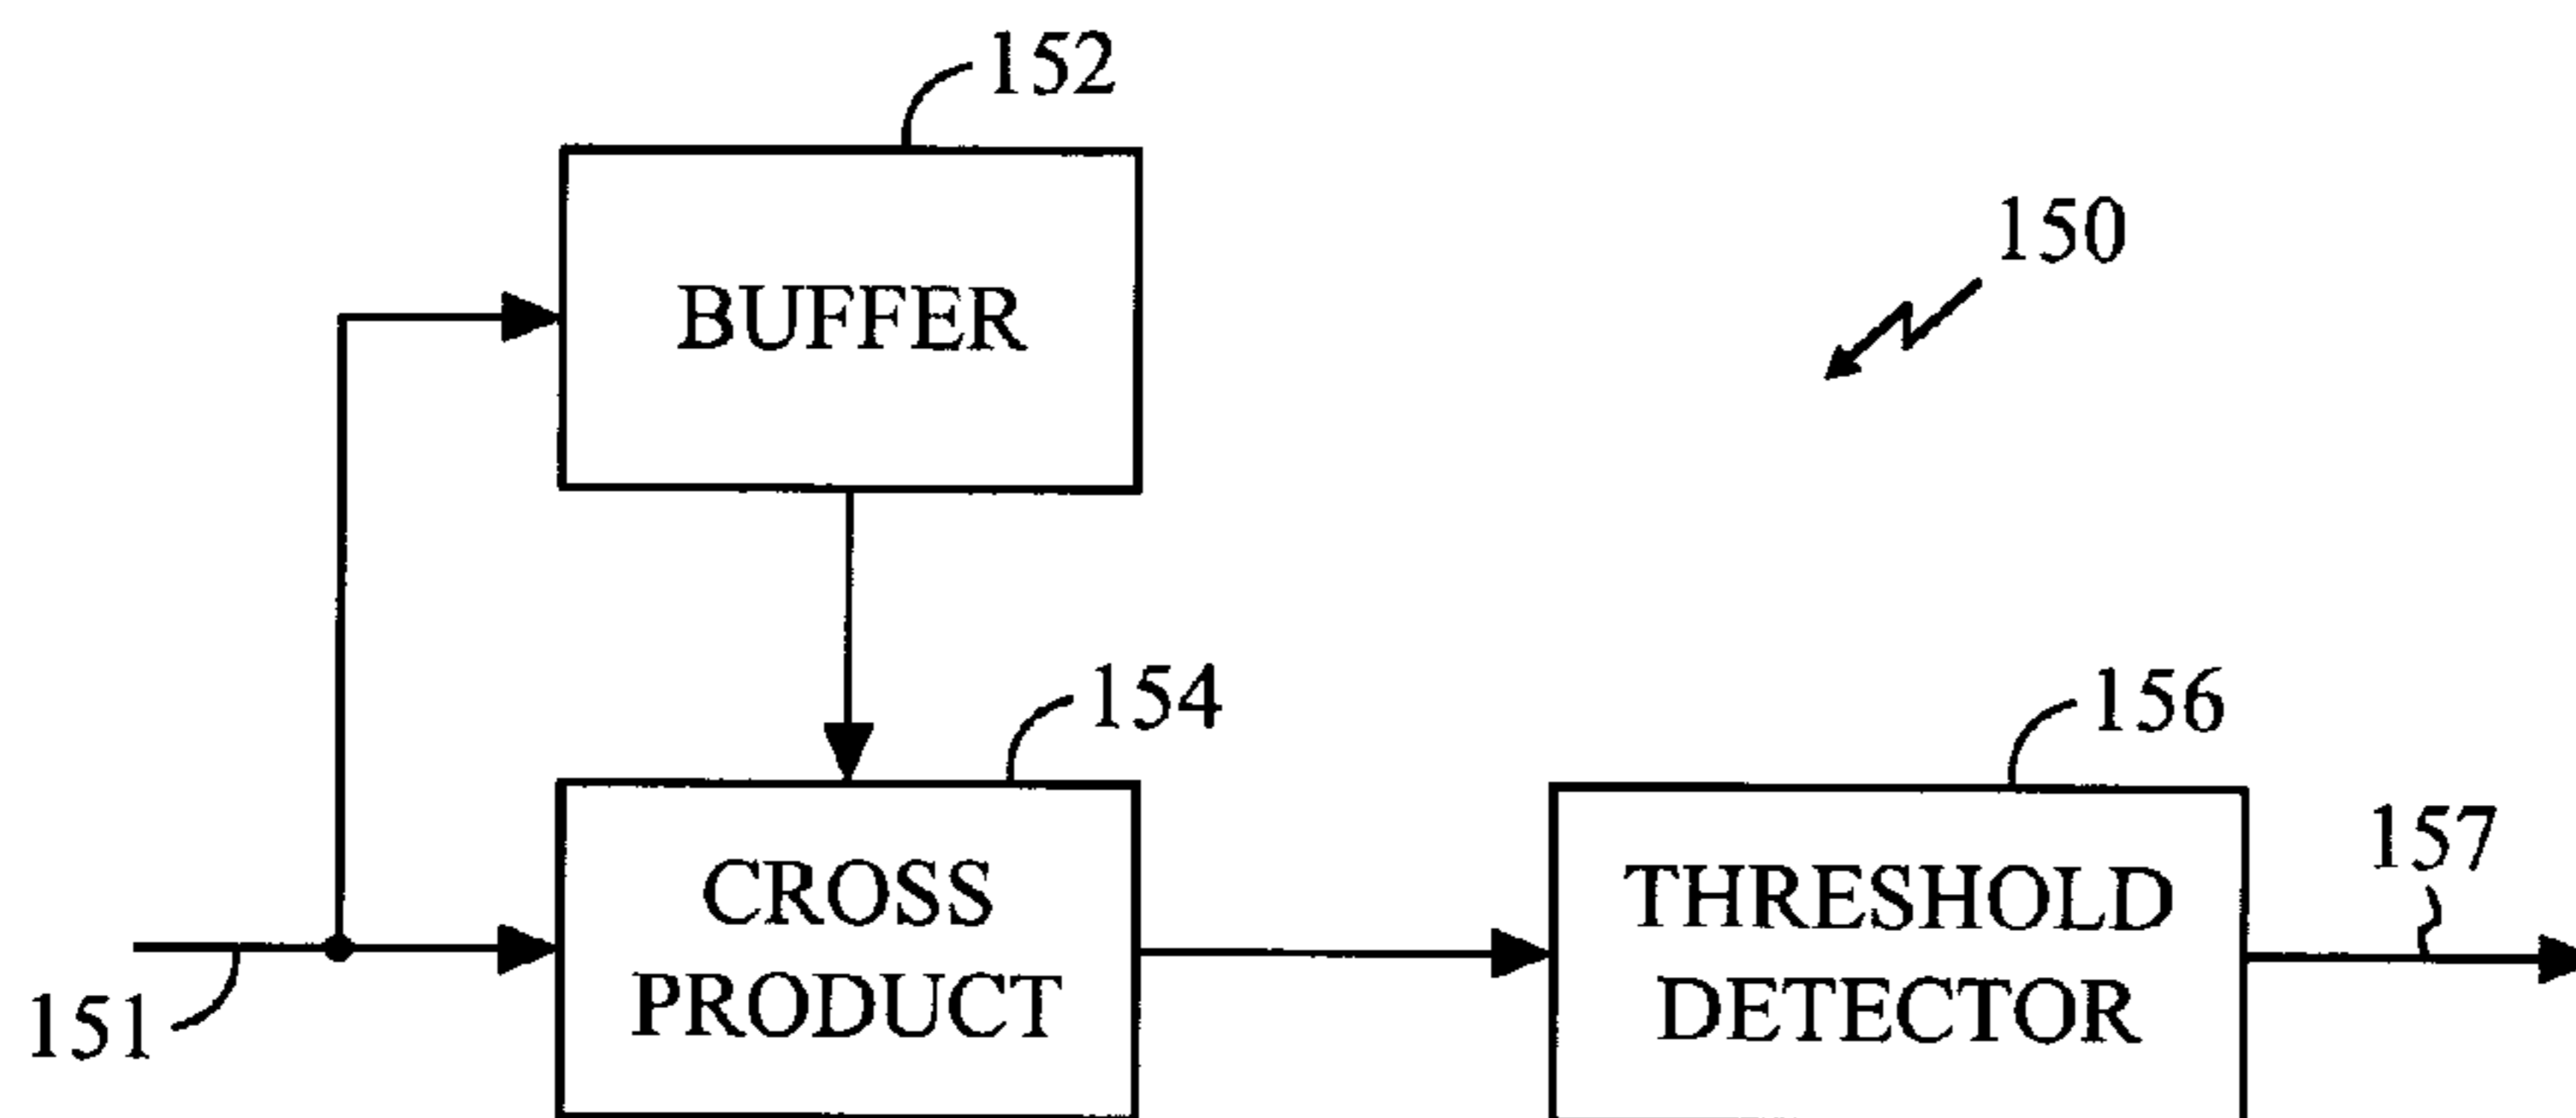 152
150
BUFFER
154
156
157
CROSS
PRODUCT
THRESHOLD
DETECTOR
151